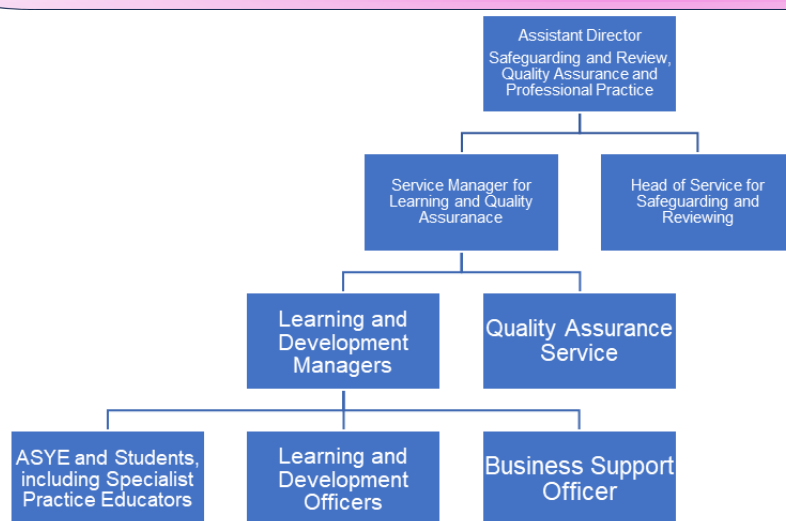 Assistant Director
Safeguarding and Review,
Quality Assurance and
Professional Practice
Service Manager for
Learning and Quality
Assuranace
Head of Service for
Safeguarding and
Reviewing
Learning and
Development
Managers
Quality Assurance
Service
ASYE and Students,
including Specialist
Practice Educators
Learning and
Development
Officers
Business Support
Officer